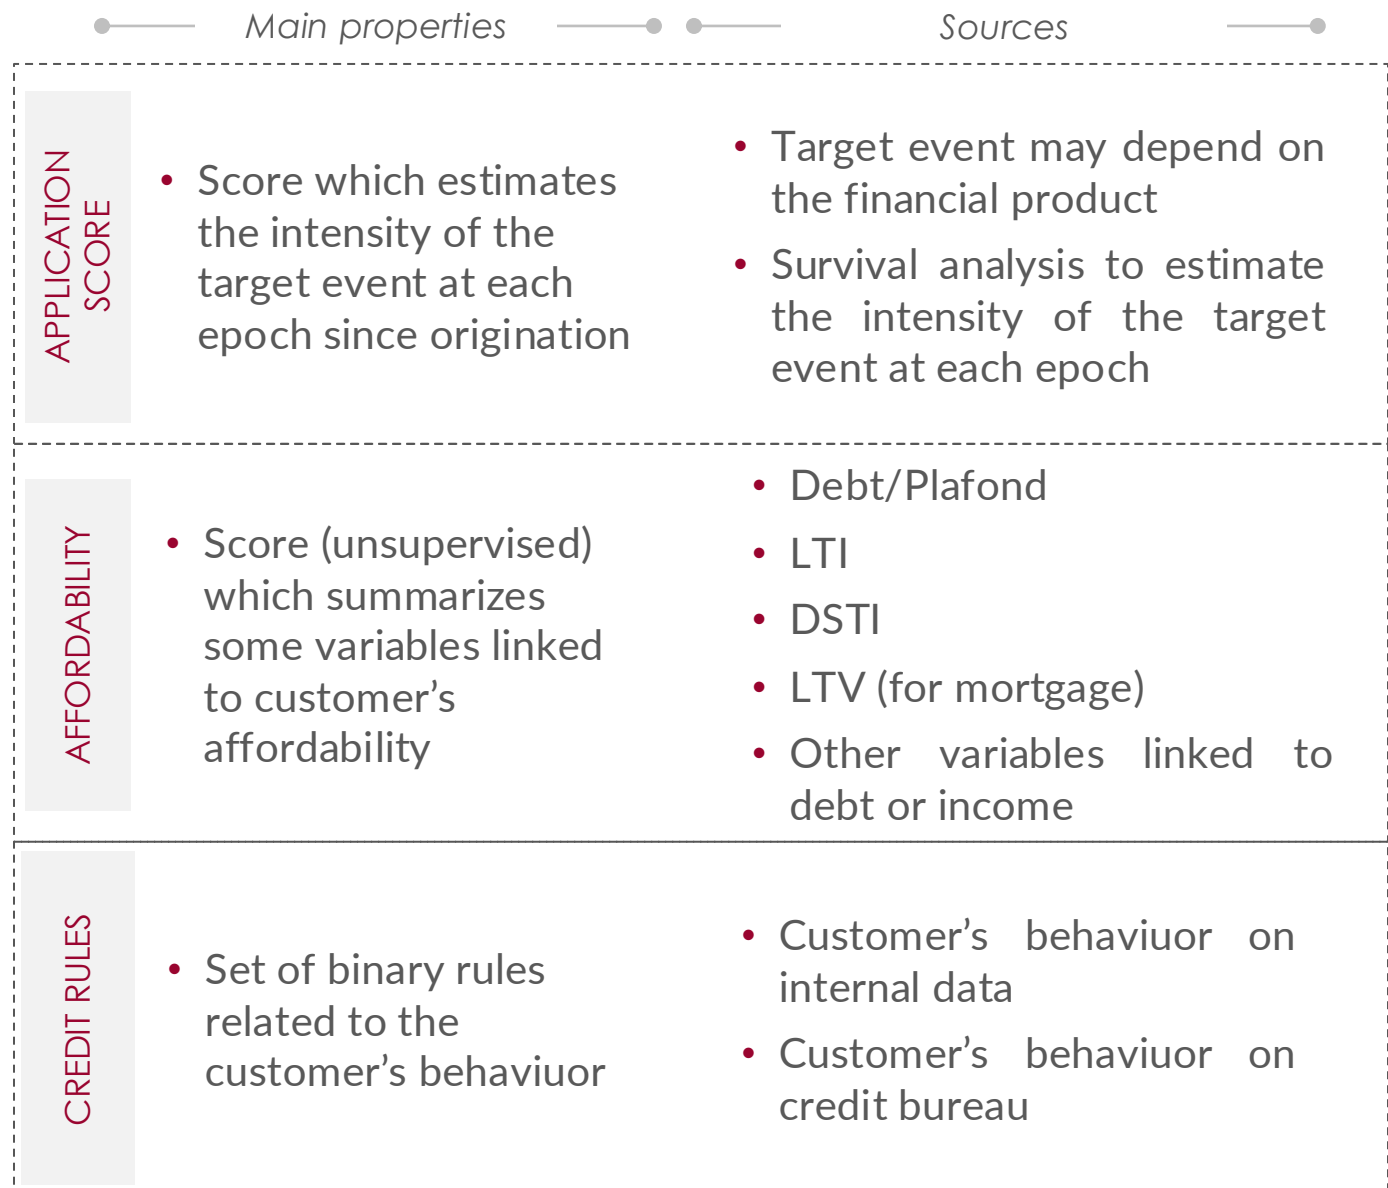 Main properties
Sources
APPLICATION
SCORE
• Score which estimates
the intensity of the
target event at each
epoch since origination
• Target event may depend on
the financial product
• Survival analysis to estimate
the intensity of the target
event at each epoch
AFFORDABILITY
• Score (unsupervised)
which summarizes
some variables linked
to customer’s
affordability
• Debt/Plafond
• LTI
• DSTI
• LTV (for mortgage)
• Other variables linked to
debt or income
CREDIT RULES
• Set of binary rules
related to the
customer’s behaviuor
• Customer’s behaviuor on
internal data
• Customer’s behaviuor on
credit bureau